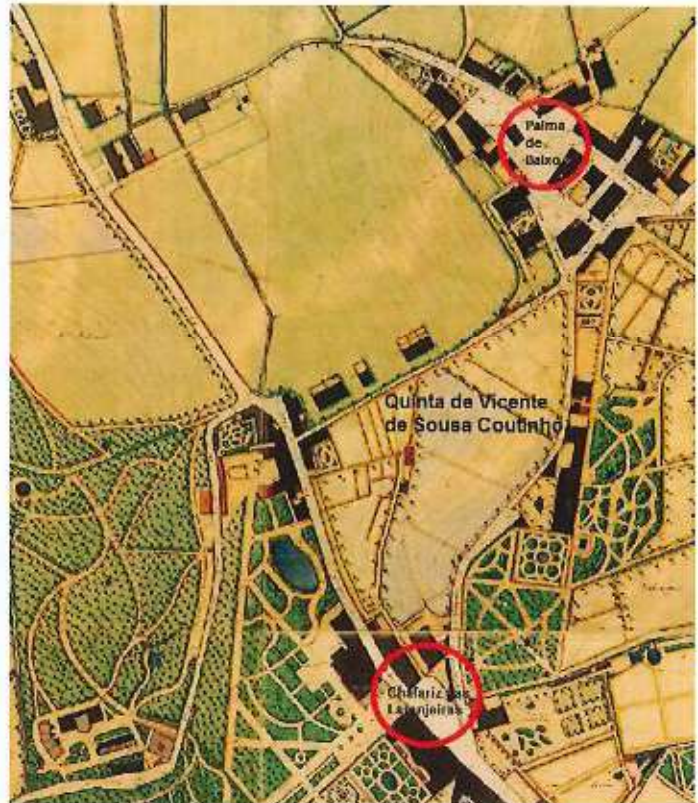 Palma
de
Baixo
Quinta de Vicente
de Sousa Coutinho
Chafariz das
Laranjeiras